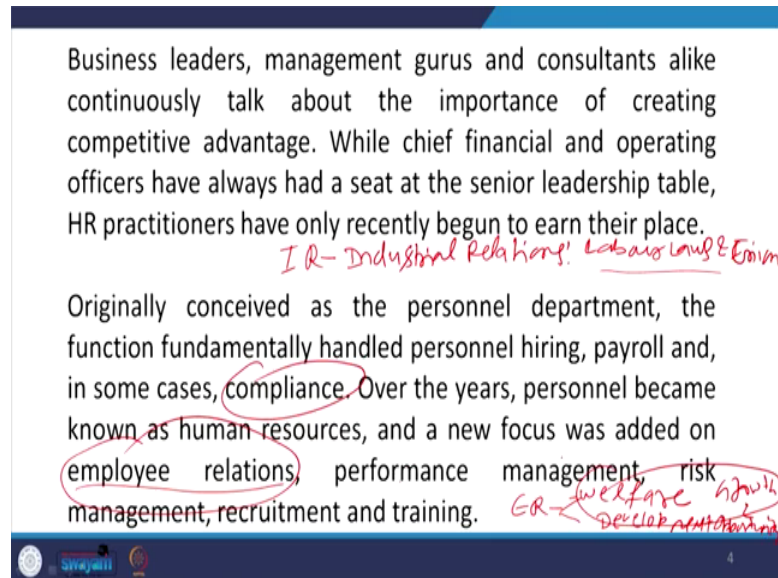 Business leaders, management gurus and consultants alike
continuously talk about the importance of creating
competitive advantage. While chief financial and operating
officers have always had a seat at the senior leadership table,
HR practitioners have only recently begun to earn their place.
IR - Industrial Relations: Labour Laws &
Originally conceived as the personnel department, the
function fundamentally handled personnel hiring, payroll and,
in some cases, compliance. Over the years, personnel became
known as human resources, and a new focus was added on
employee relations, performance management, risk
management, recruitment and training.
ER - welfare growth
Development
swayam
4